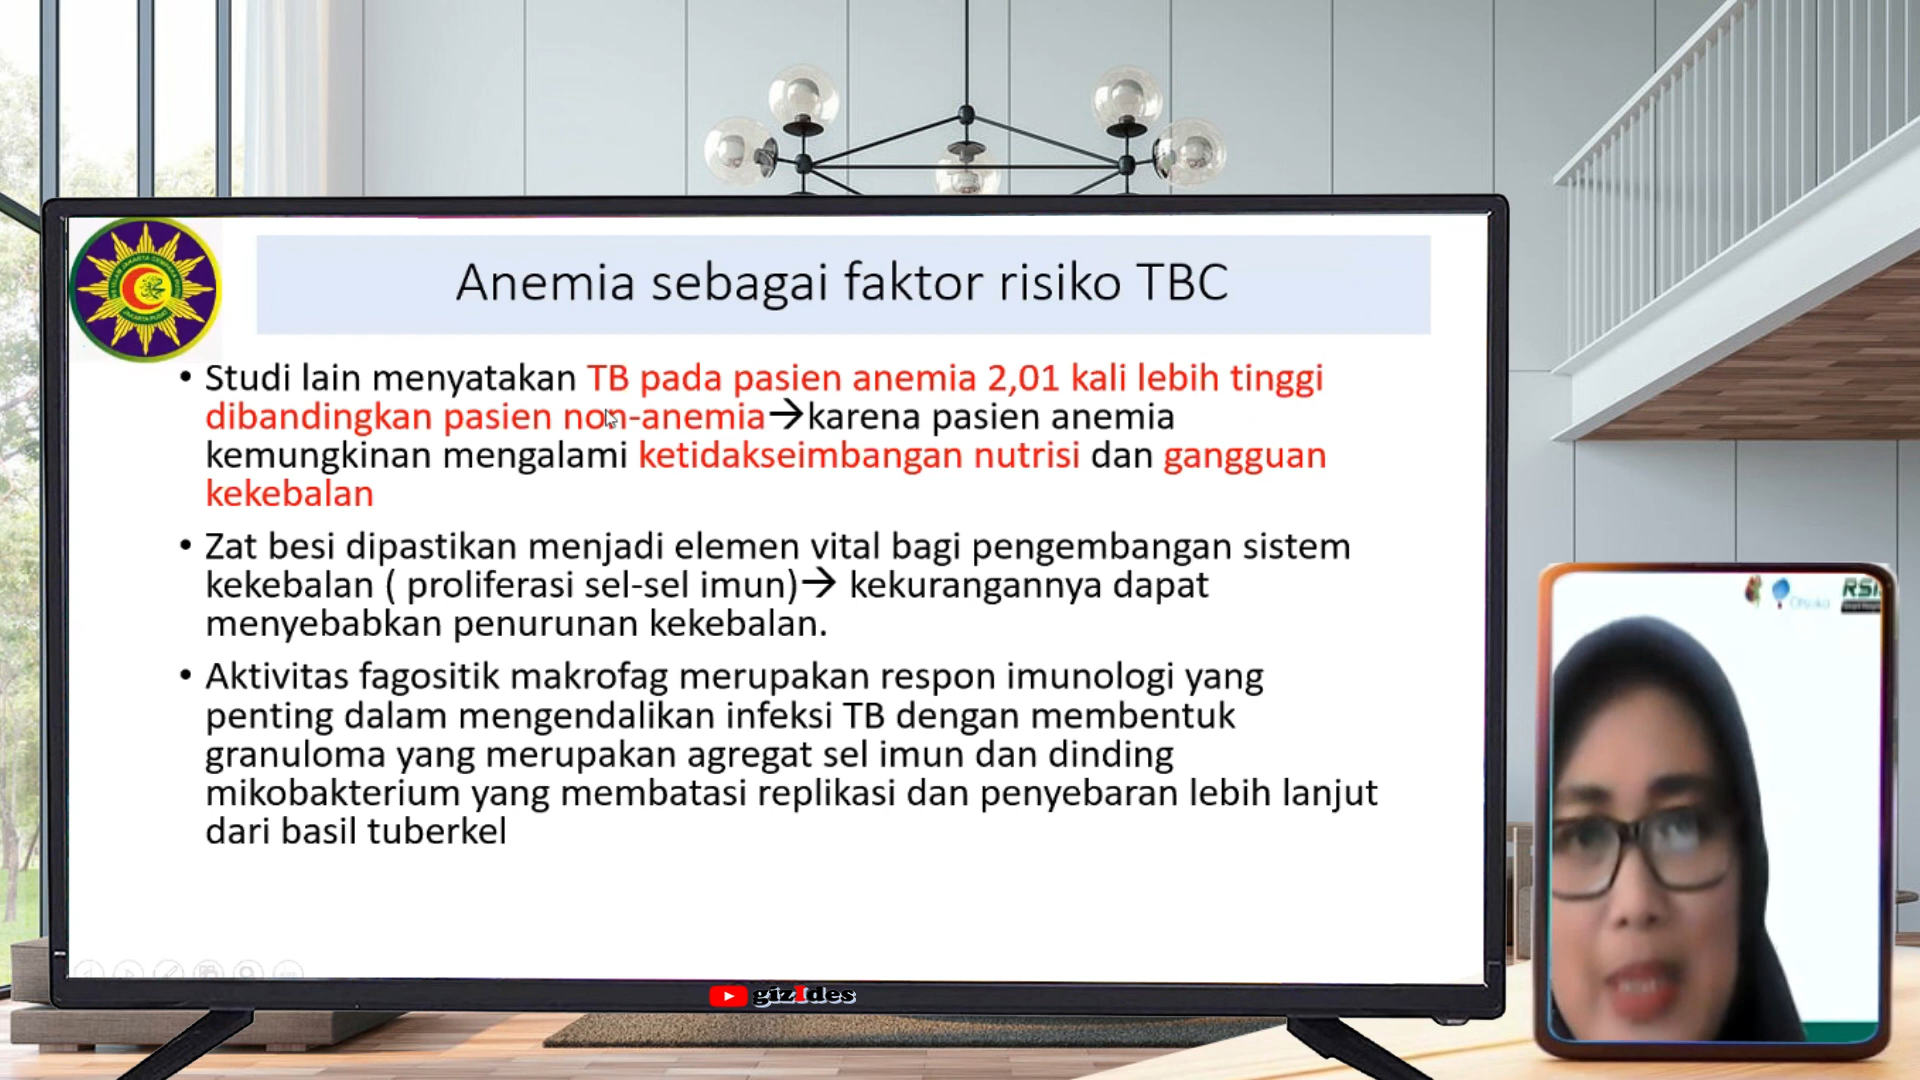 Anemia sebagai faktor risiko TBC
• Studi lain menyatakan TB pada pasien anemia 2,01 kali lebih tinggi
dibandingkan pasien non-anemia→karena pasien anemia
kemungkinan mengalami ketidakseimbangan nutrisi dan gangguan
kekebalan
• Zat besi dipastikan menjadi elemen vital bagi pengembangan sistem
kekebalan ( proliferasi sel-sel imun)→ kekurangannya dapat
menyebabkan penurunan kekebalan.
• Aktivitas fagositik makrofag merupakan respon imunologi yang
penting dalam mengendalikan infeksi TB dengan membentuk
granuloma yang merupakan agregat sel imun dan dinding
mikobakterium yang membatasi replikasi dan penyebaran lebih lanjut
dari basil tuberkel
gizIdes
Otsuka